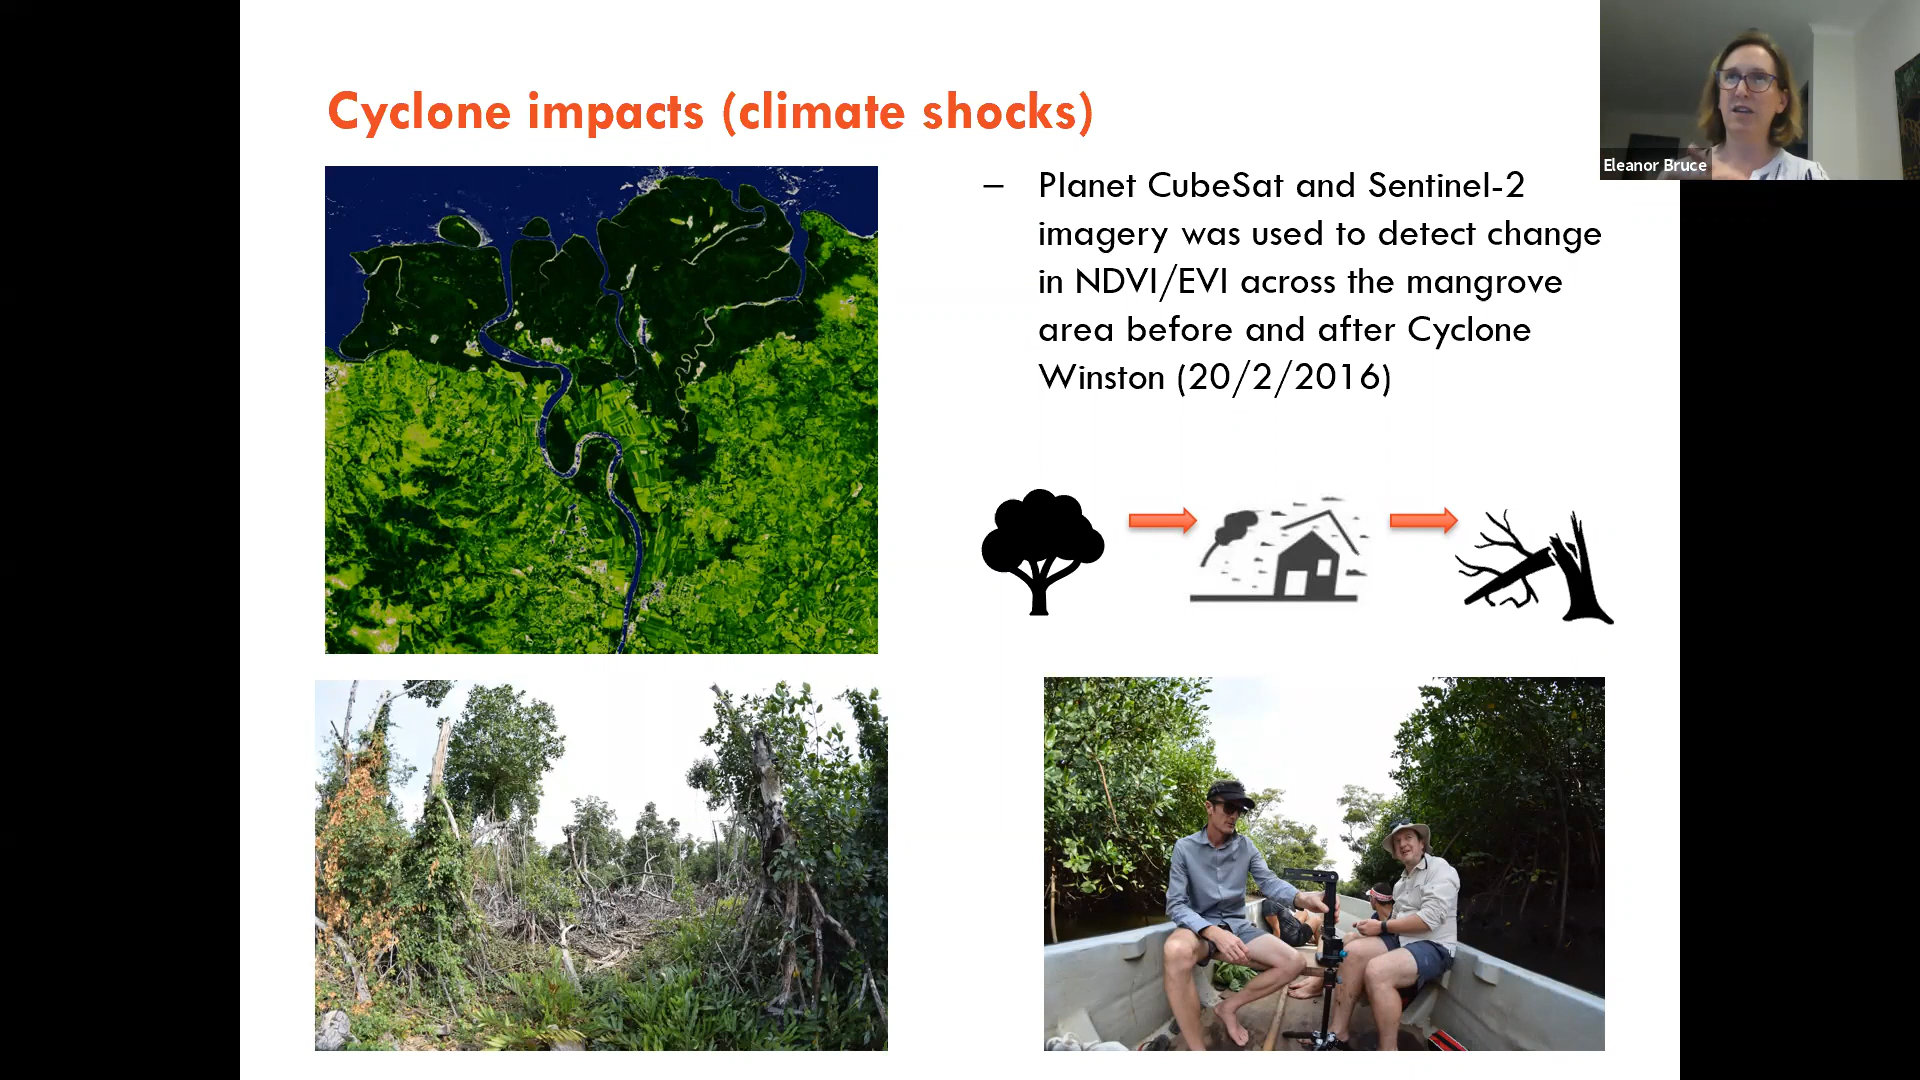 Cyclone impacts (climate shocks)
– Planet CubeSat and Sentinel-2
imagery was used to detect change
in NDVI/EVI across the mangrove
area before and after Cyclone
Winston (20/2/2016)
Eleanor Bruce